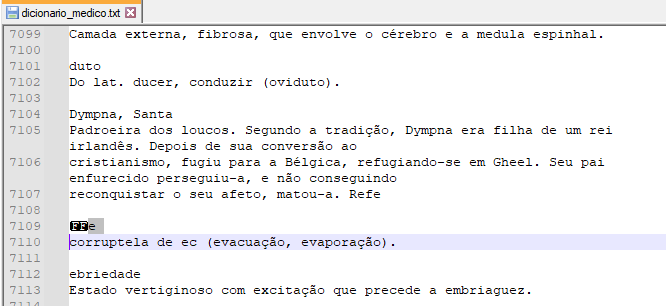 dicionario_medico.txt
7099 Camada externa, fibrosa, que envolve o cérebro e a medula espinhal.
7100
7101 duto
7102 Do lat. ducer, conduzir (oviduto).
7103
7104 Dympna, Santa
7105 Padroeira dos loucos. Segundo a tradição, Dympna era filha de um rei
irlandês. Depois de sua conversão ao
7106 cristianismo, fugiu para a Bélgica, refugiando-se em Gheel. Seu pai
enfurecido perseguiu-a, e não conseguindo
7107 reconquistar o seu afeto, matou-a. Refe
7108
7109 FFe
7110 corruptela de ec (evacuação, evaporação).
7111
7112 ebriedade
7113 Estado vertiginoso com excitação que precede a embriaguez.